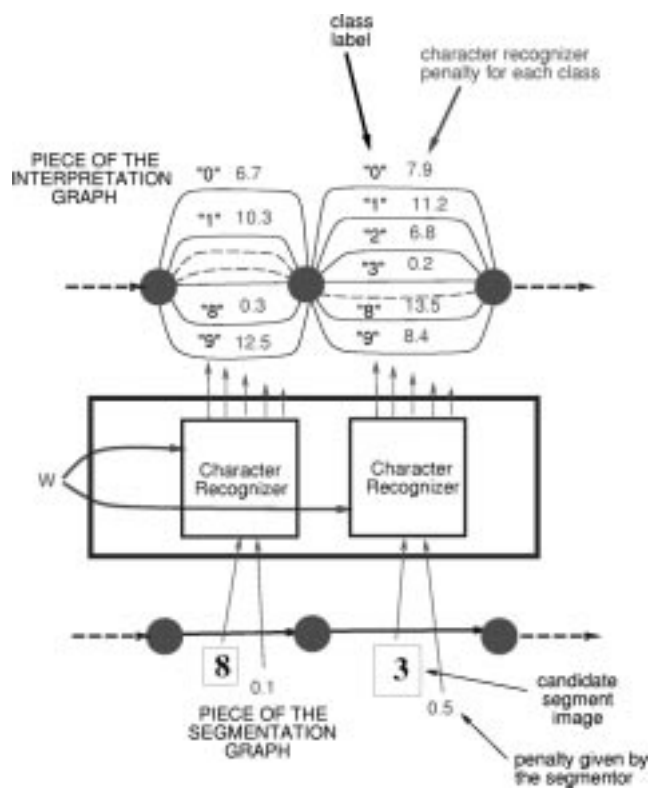 class
label
character recognizer
penalty for each class
PIECE OF THE
INTERPRETATION
GRAPH
"0" 6.7
"1" 10.3
"8" 0.3
"9" 12.5
"0" 7.9
"1" 11.2
"2" 6.8
"3" 0.2
"8" 13.5
"9" 8.4
W
Character
Recognizer
Character
Recognizer
8
0.1
3
0.5
PIECE OF THE
SEGMENTATION
GRAPH
candidate
segment
image
penalty given by
the segmentor